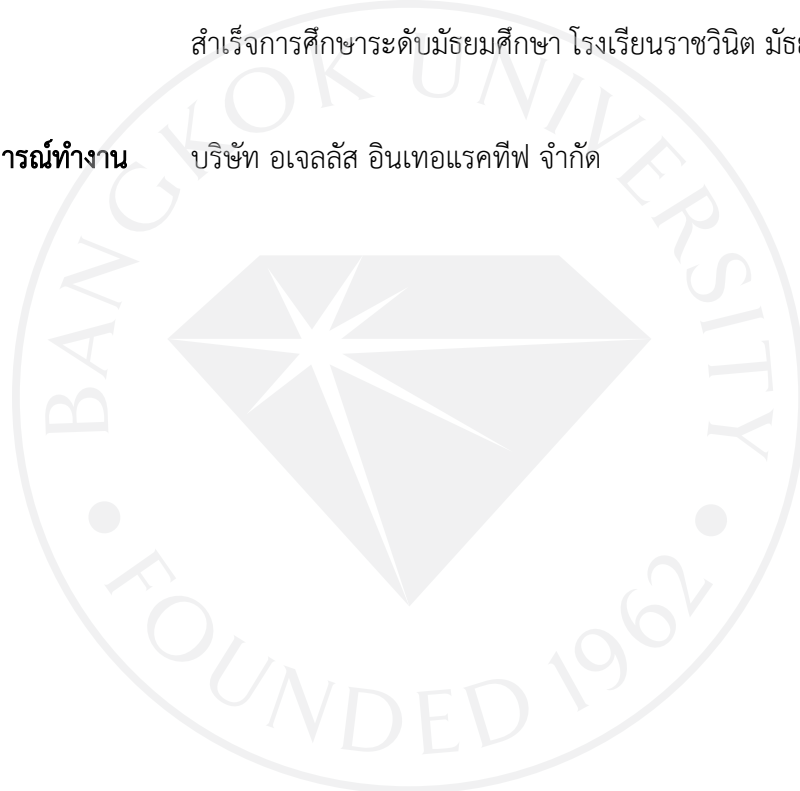 สำเร็จการศึกษาระดับมัธยมศึกษา โรงเรียนราชวินิต
ารณ์ทำงาน บริษัท อเจลลัส อินเทอแรคทีฟ จำกัด
BANGKOK UNIVERSITY
• FOUNDED 1962 •